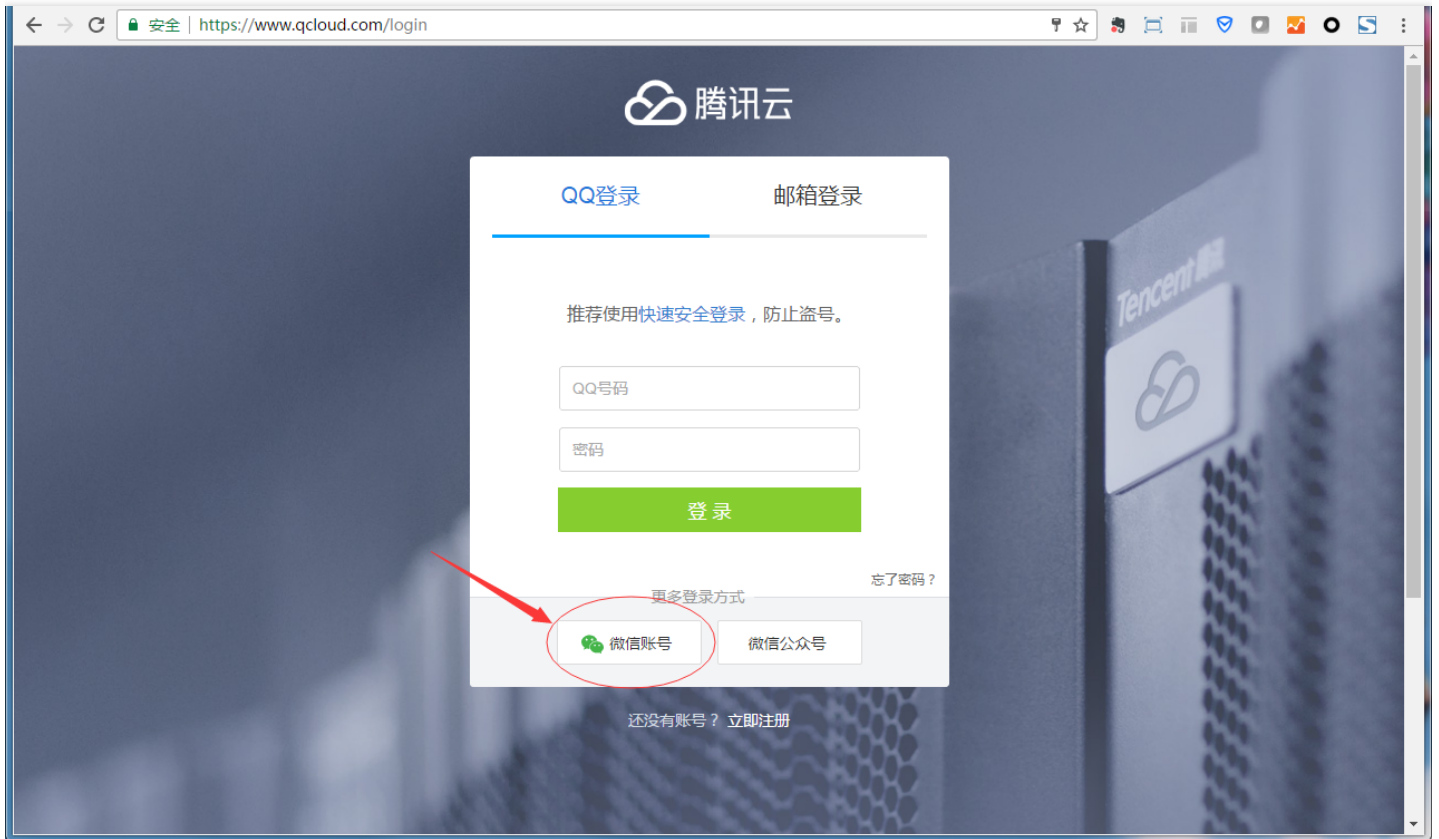 安全 https://www.qcloud.com/login
腾讯云
QQ登录 邮箱登录
推荐使用快速安全登录，防止盗号。
QQ号码
密码
登 录
忘了密码？
更多登录方式
微信账号 微信公众号
还没有账号？ 立即注册
Tencent 腾讯